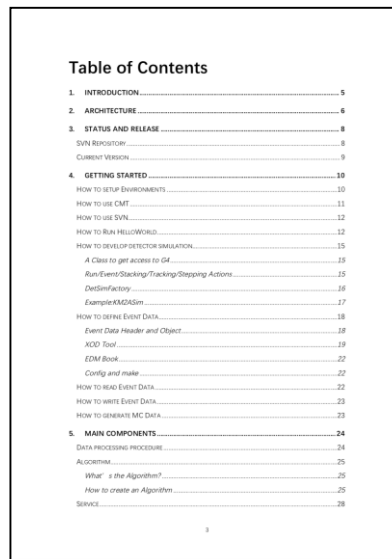 Table of Contents
1. INTRODUCTION 5
2. ARCHITECTURE 6
3. STATUS AND RELEASE 8
SVN REPOSITORY 8
CURRENT VERSION 9
4. GETTING STARTED 10
HOW TO SETUP ENVIRONMENTS 10
HOW TO USE CMT 11
HOW TO USE SVN 12
HOW TO RUN HELLOWORLD 12
HOW TO DEVELOP DETECTOR SIMULATION 15
A Class to get access to G4 15
Run/Event/Stacking/Tracking/Stepping Actions 15
DetSimFactory 16
Example:KM2ASim 17
HOW TO DEFINE EVENT DATA 18
Event Data Header and Object 18
XOD Tool 19
EDM Book 22
Config and make 22
HOW TO READ EVENT DATA 22
HOW TO WRITE EVENT DATA 23
HOW TO GENERATE MC DATA 23
5. MAIN COMPONENTS 24
DATA PROCESSING PROCEDURE 24
ALGORITHM 25
What's the Algorithm? 25
How to create an Algorithm 25
SERVICE 28
3